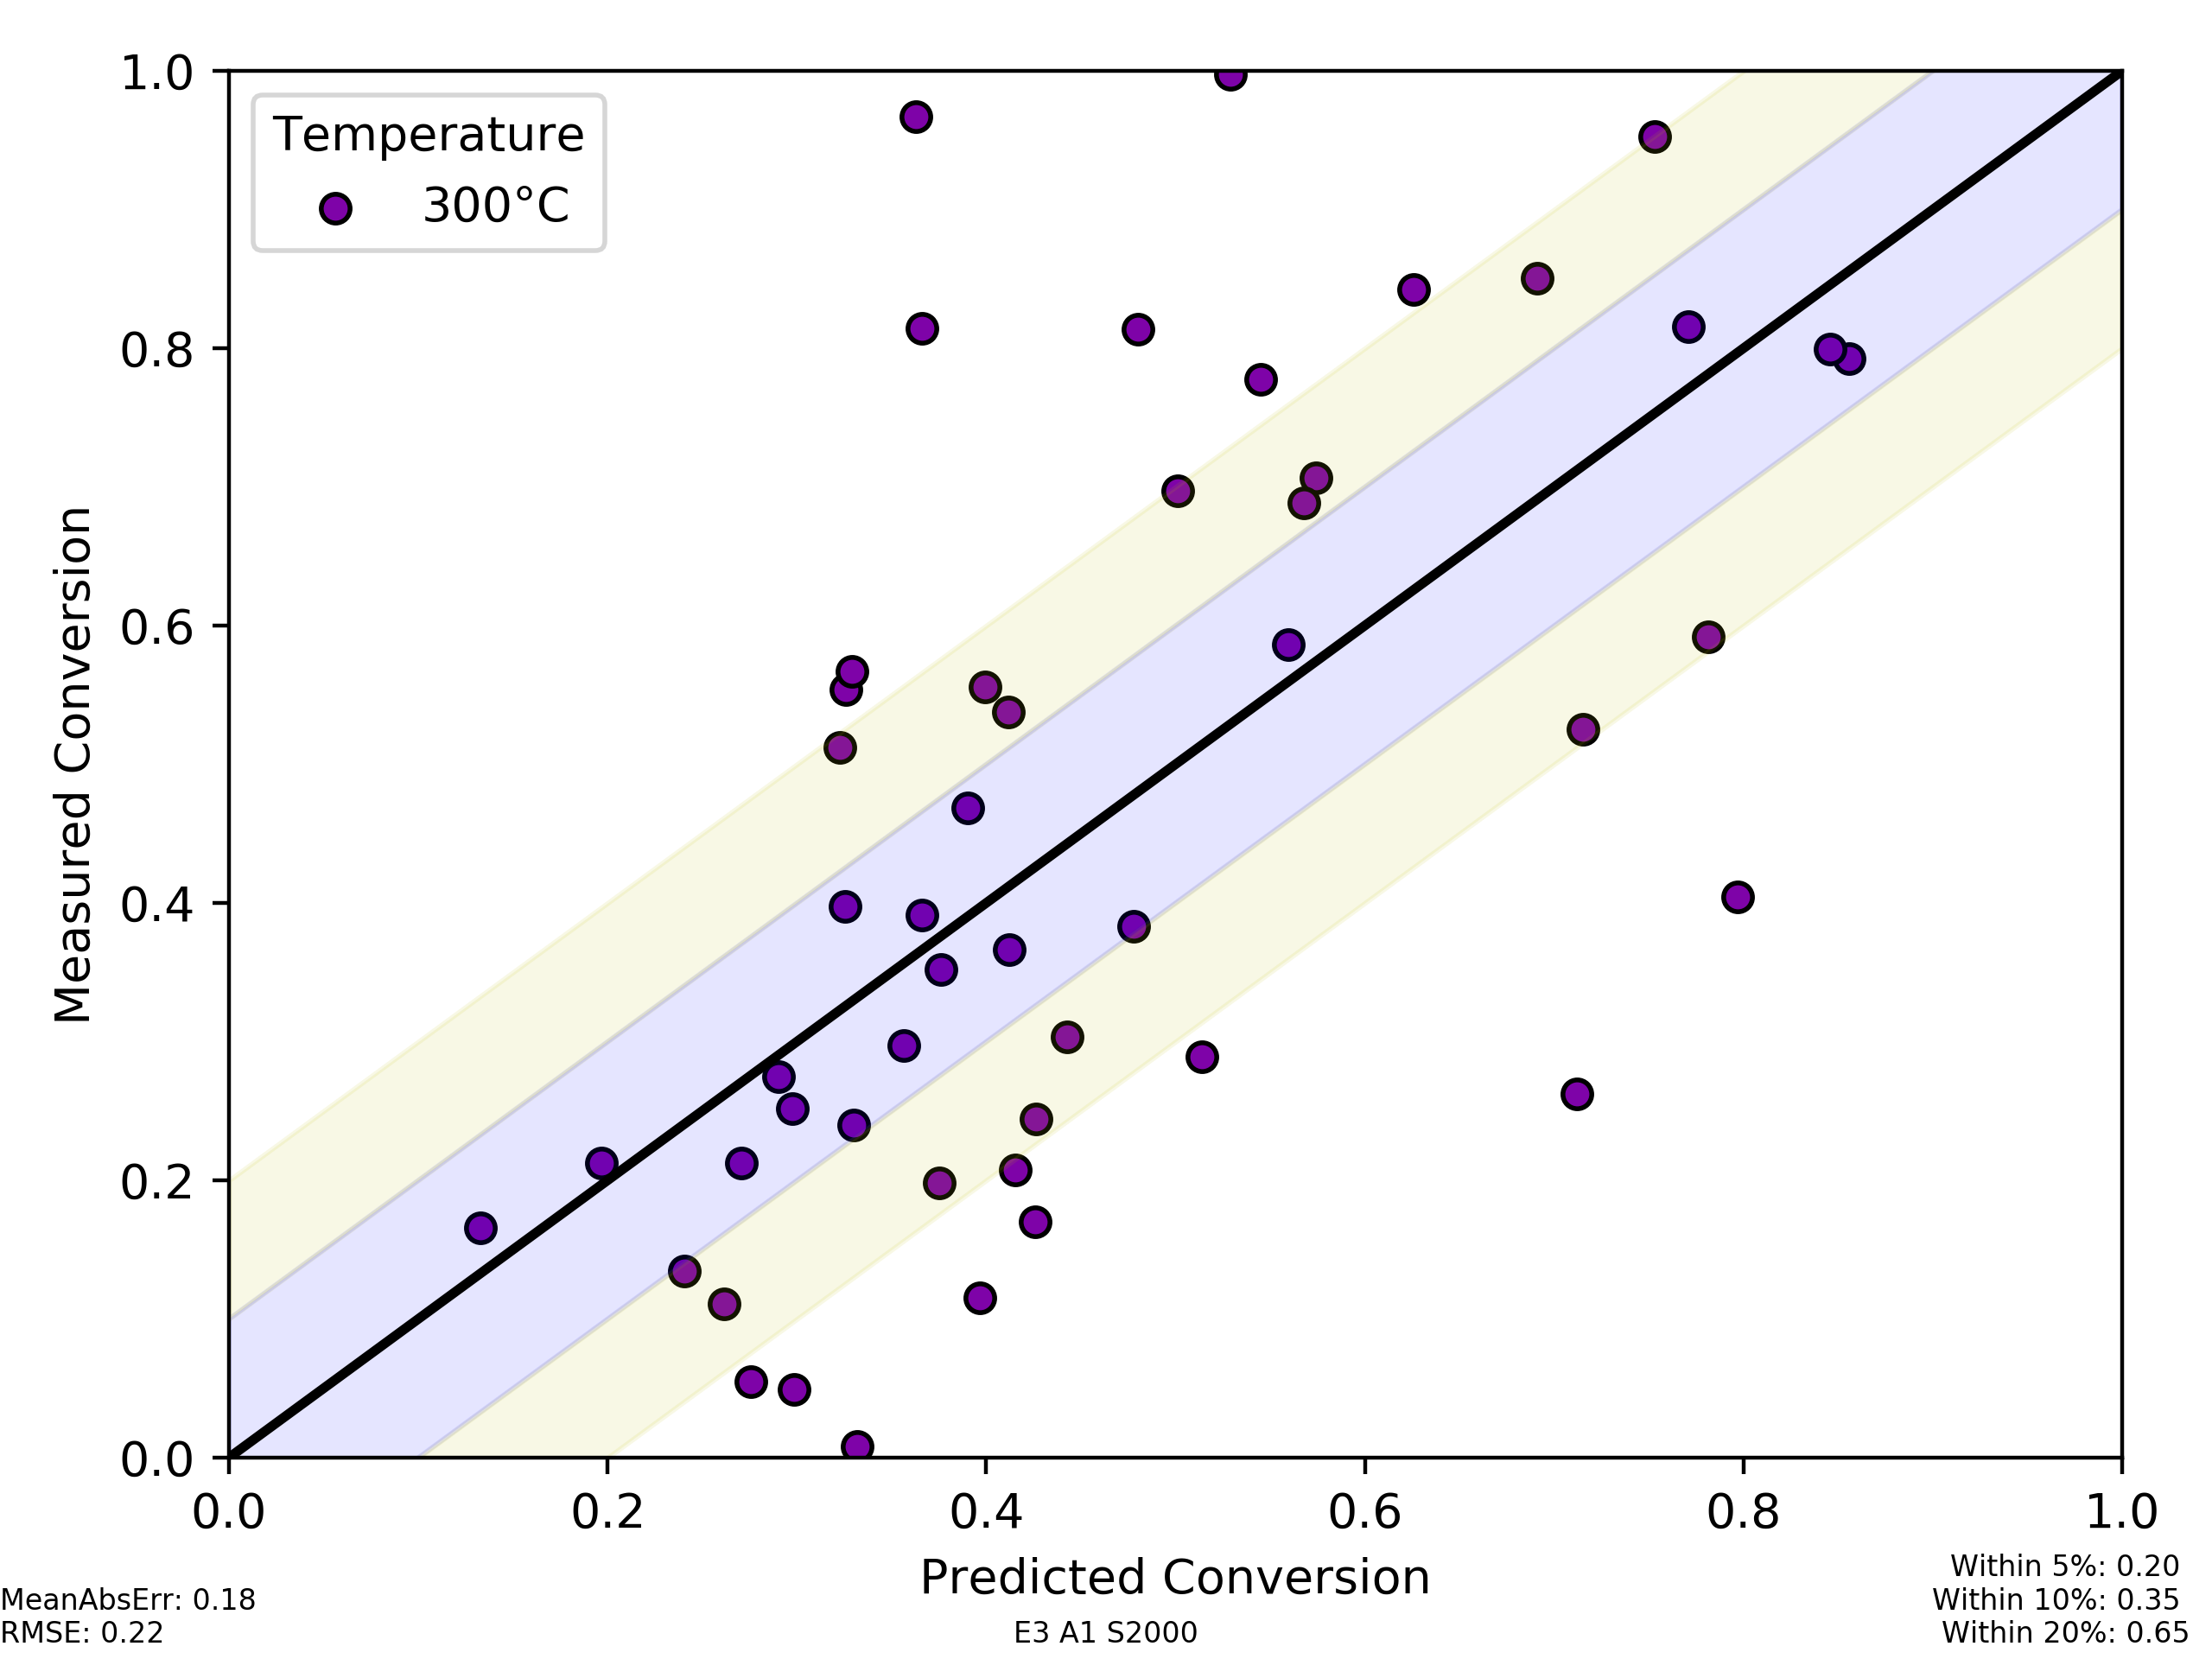 1.0
0.8
0.6
0.4
0.2
0.0
Measured Conversion
Temperature
300°C
0.0 0.2 0.4 0.6 0.8 1.0
Predicted Conversion
MeanAbsErr: 0.18
RMSE: 0.22
E3 A1 S2000
Within 5%: 0.20
Within 10%: 0.35
Within 20%: 0.65